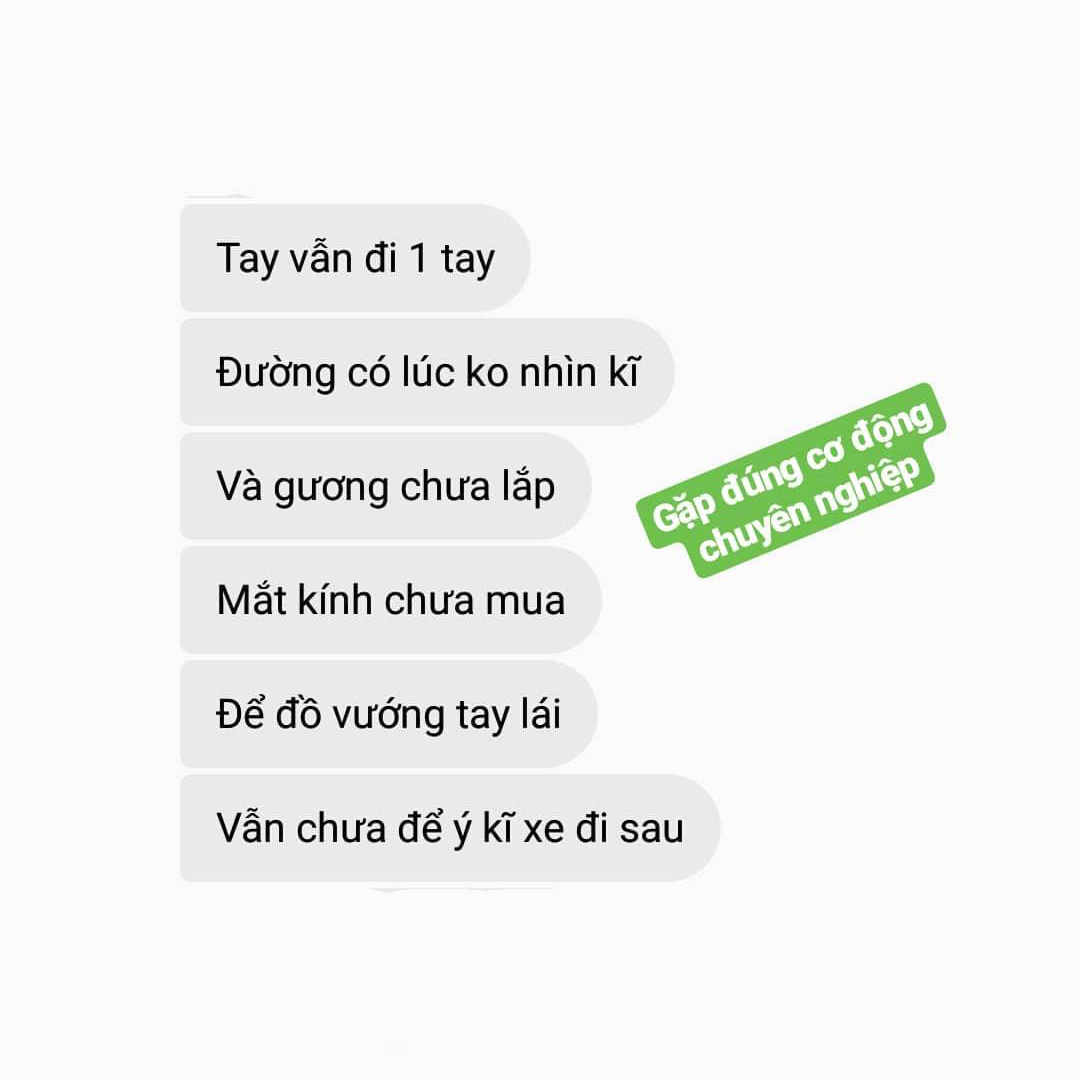 Tay vẫn đi 1 tay
Đường có lúc ko nhìn kĩ
Và gương chưa lắp
Gặp đúng cơ động
chuyên nghiệp
Mắt kính chưa mua
Để đồ vướng tay lái
Vẫn chưa để ý kĩ xe đi sau